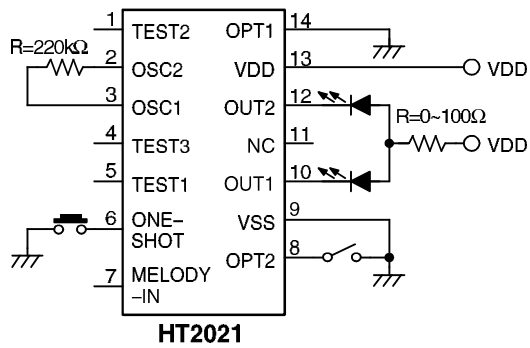 1 TEST2 OPT1 14
R=220kΩ 2 OSC2 VDD 13 VDD
3 OSC1 OUT2 12 R=0~100Ω
4 TEST3 NC 11 VDD
5 TEST1 OUT1 10
6 ONE-
SHOT VSS 9
7 MELODY
-IN OPT2 8
HT2021